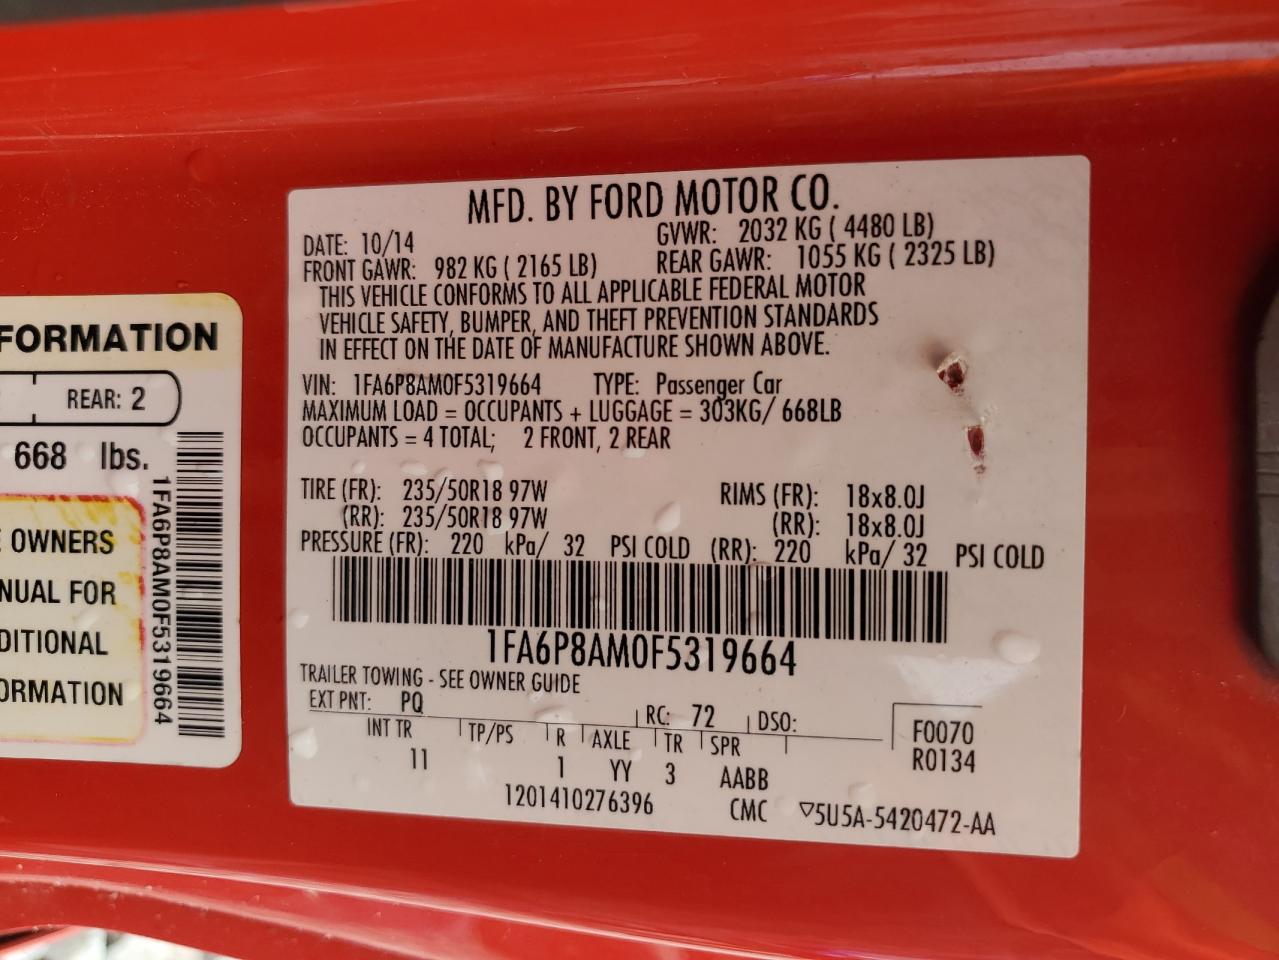 FORMATION
REAR: 2
668 lbs.
OWNERS
NUAL FOR
DITIONAL
ORMATION
1FA6P8AM0F5319664
MFD. BY FORD MOTOR CO.
DATE: 10/14 GVWR: 2032 KG ( 4480 LB)
FRONT GAWR: 982 KG ( 2165 LB) REAR GAWR: 1055 KG ( 2325 LB)
THIS VEHICLE CONFORMS TO ALL APPLICABLE FEDERAL MOTOR
VEHICLE SAFETY, BUMPER, AND THEFT PREVENTION STANDARDS
IN EFFECT ON THE DATE OF MANUFACTURE SHOWN ABOVE.
VIN: 1FA6P8AM0F5319664 TYPE: Passenger Car
MAXIMUM LOAD = OCCUPANTS + LUGGAGE = 303KG/ 668LB
OCCUPANTS = 4 TOTAL; 2 FRONT, 2 REAR
TIRE (FR): 235/50R18 97W RIMS (FR): 18x8.0J
(RR): 235/50R18 97W (RR): 18x8.0J
PRESSURE (FR): 220 kPa/ 32 PSI COLD (RR): 220 kPa/ 32 PSI COLD
1FA6P8AM0F5319664
TRAILER TOWING - SEE OWNER GUIDE
EXT PNT: PQ RC: 72 DSO:
INT TR TP/PS R AXLE TR SPR F0070
11 1 YY 3 AABB R0134
1201410276396 CMC ▽5U5A-5420472-AA